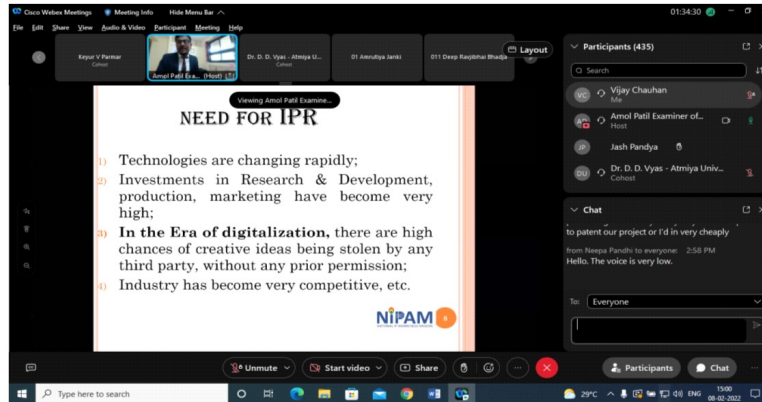 Cisco Webex Meetings
Meeting Info
Hide Menu Bar
01:34:30
File Edit Share View Audio & Video Participant Meeting Help
Keyur V Parmar
Cohost
Amol Patil Exa... (Host)
Dr. D. D. Vyas - Atmiya U...
Cohost
01 Amrutiya Janki
011 Deep Ravjibhai Bhadja
Layout
Viewing Amol Patil Examine...
NEED FOR IPR
1) Technologies are changing rapidly;
2) Investments in Research & Development,
production, marketing have become very
high;
3) In the Era of digitalization, there are high
chances of creative ideas being stolen by any
third party, without any prior permission;
4) Industry has become very competitive, etc.
NiPAM
8
Participants (435)
Search
VC
Vijay Chauhan
Me
Amol Patil Examiner of...
Host
JP
Jash Pandya
DU
Dr. D. D. Vyas - Atmiya Univ...
Cohost
Chat
to patent our project or I'd in very cheaply
from Neepa Pandhi to everyone: 2:58 PM
Hello. The voice is very low.
To: Everyone
Unmute
Start video
Share
Participants
Chat
Type here to search
29°C
ENG
15:00
08-02-2022